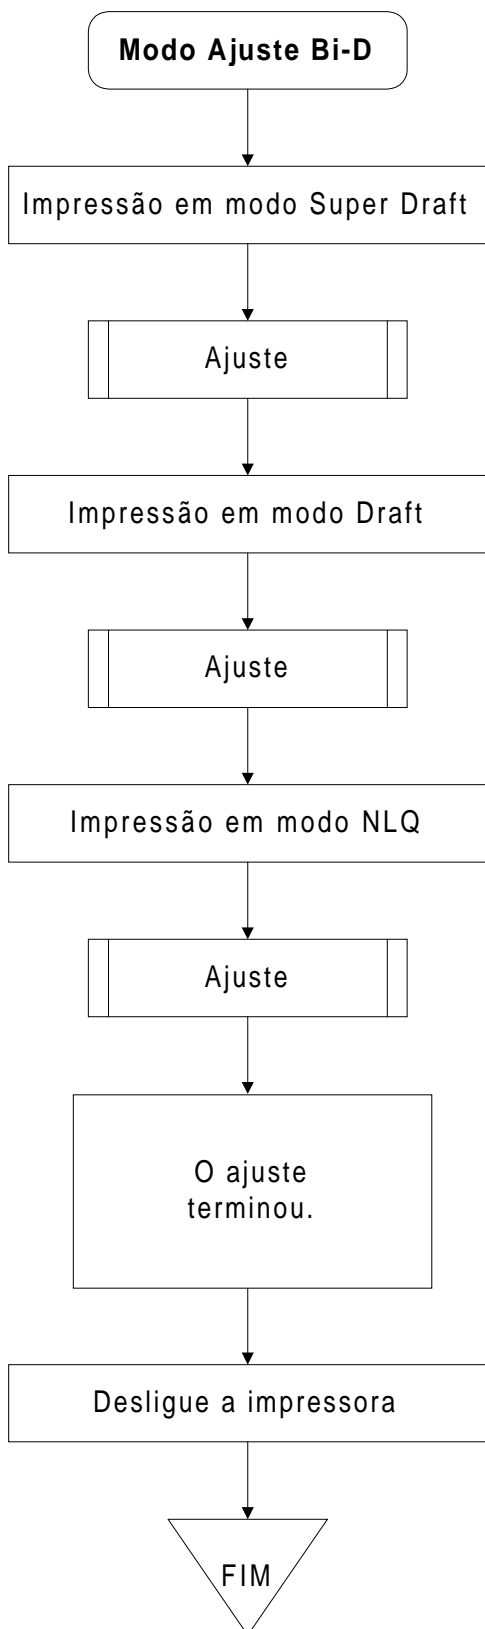 Modo Ajuste Bi-D
Impressão em modo Super Draft
Ajuste
Impressão em modo Draft
Ajuste
Impressão em modo NLQ
Ajuste
O ajuste
terminou.
Desligue a impressora
FIM